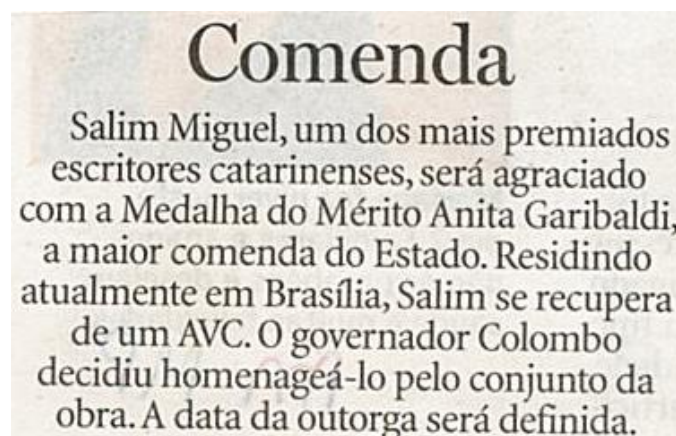 Comenda
Salim Miguel, um dos mais premiados
escritores catarinenses, será agraciado
com a Medalha do Mérito Anita Garibaldi,
a maior comenda do Estado. Residindo
atualmente em Brasília, Salim se recupera
de um AVC. O governador Colombo
decidiu homenageá-lo pelo conjunto da
obra. A data da outorga será definida.